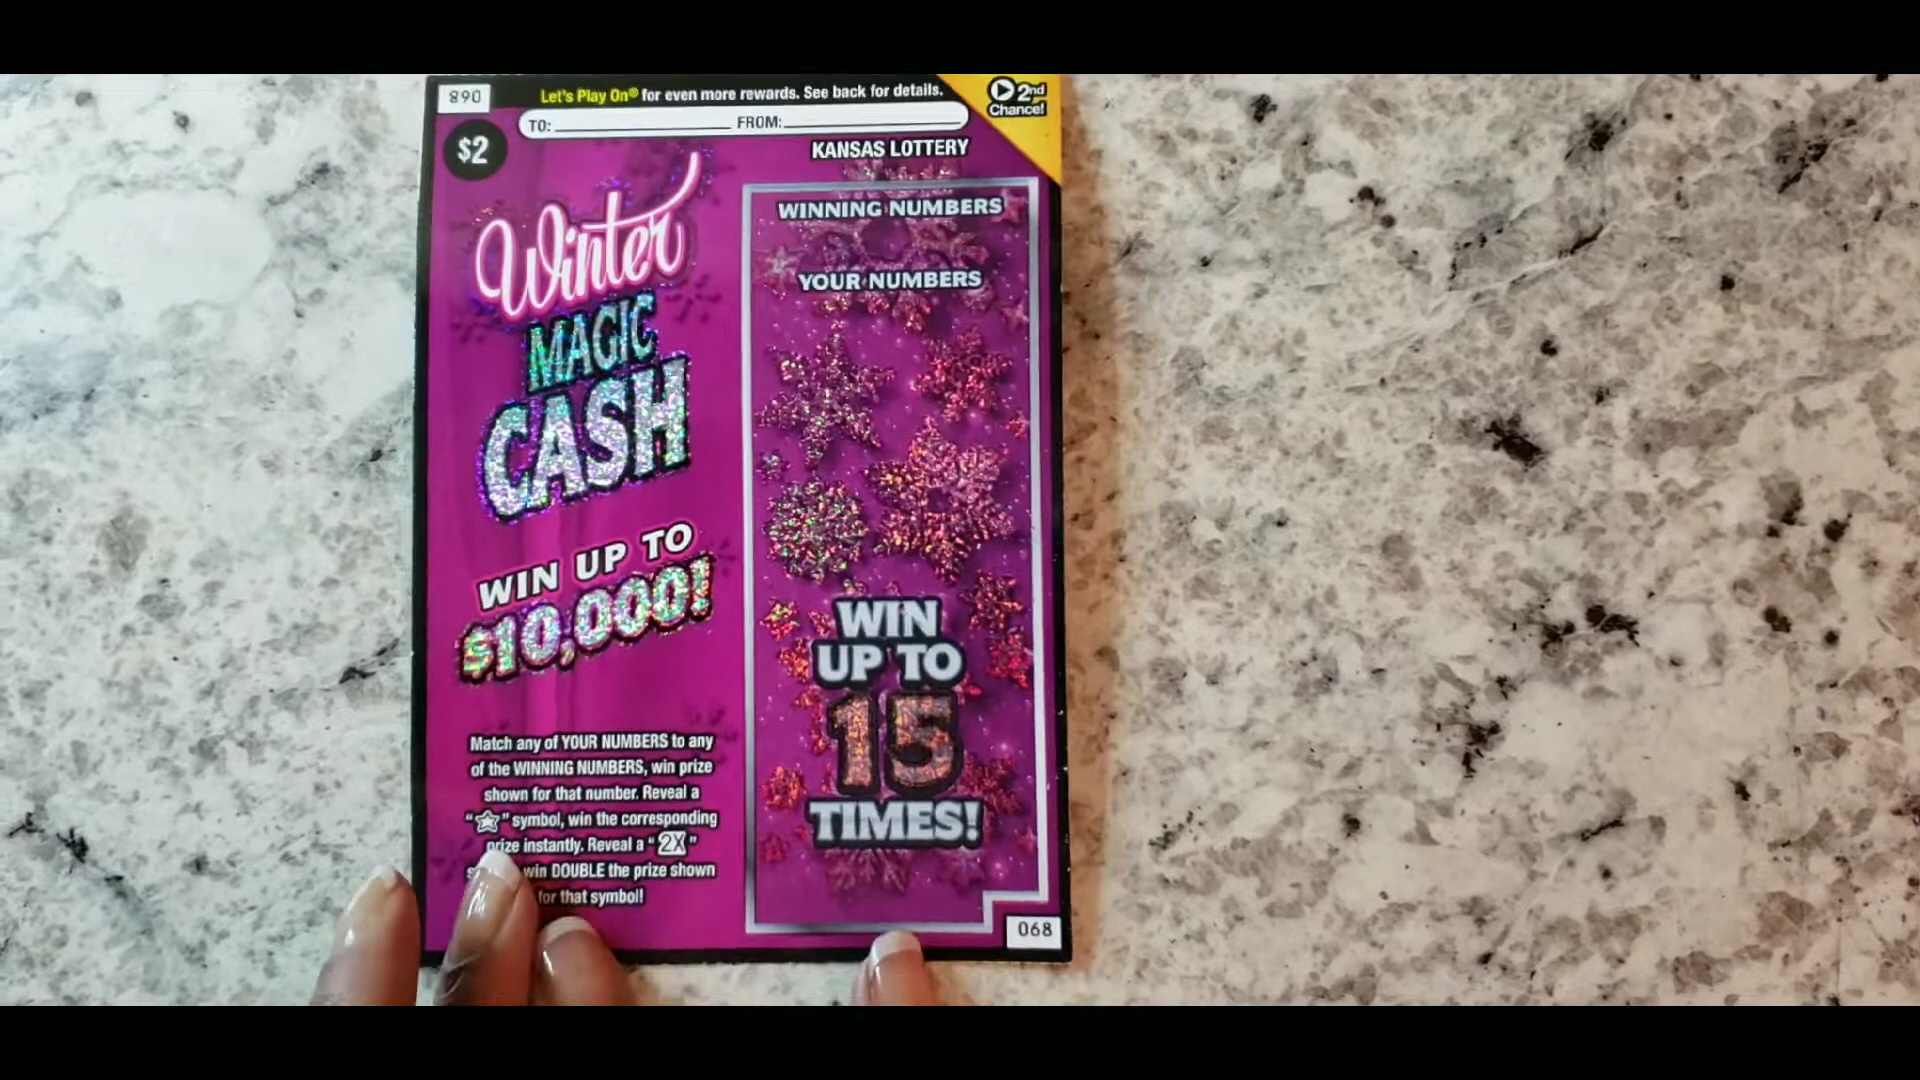 890
Let's Play On® for even more rewards. See back for details.
2nd
Chance!
TO: FROM:
$2
KANSAS LOTTERY
Winter
MAGIC
CASH
WIN UP TO
$10,000!
Match any of YOUR NUMBERS to any
of the WINNING NUMBERS, win prize
shown for that number. Reveal a
“ ” symbol, win the corresponding
prize instantly. Reveal a “2X”
win DOUBLE the prize shown
for that symbol!
WINNING NUMBERS
YOUR NUMBERS
WIN
UP TO
15
TIMES!
068